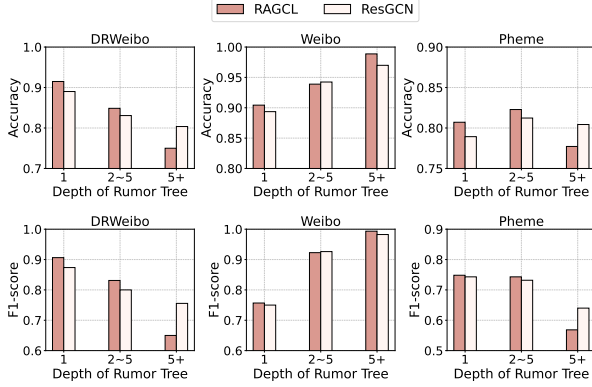 RAGCL ResGCN
DRWeibo Weibo Pheme
Accuracy 1.0 0.9 0.8 0.7
Accuracy 1.00 0.95 0.90 0.85 0.80
Accuracy 0.90 0.85 0.80 0.75
1 2~5 5+ 1 2~5 5+ 1 2~5 5+
Depth of Rumor Tree Depth of Rumor Tree Depth of Rumor Tree
DRWeibo Weibo Pheme
F1-score 1.0 0.9 0.8 0.7 0.6
F1-score 1.0 0.9 0.8 0.7 0.6
F1-score 0.9 0.8 0.7 0.6 0.5
1 2~5 5+ 1 2~5 5+ 1 2~5 5+
Depth of Rumor Tree Depth of Rumor Tree Depth of Rumor Tree